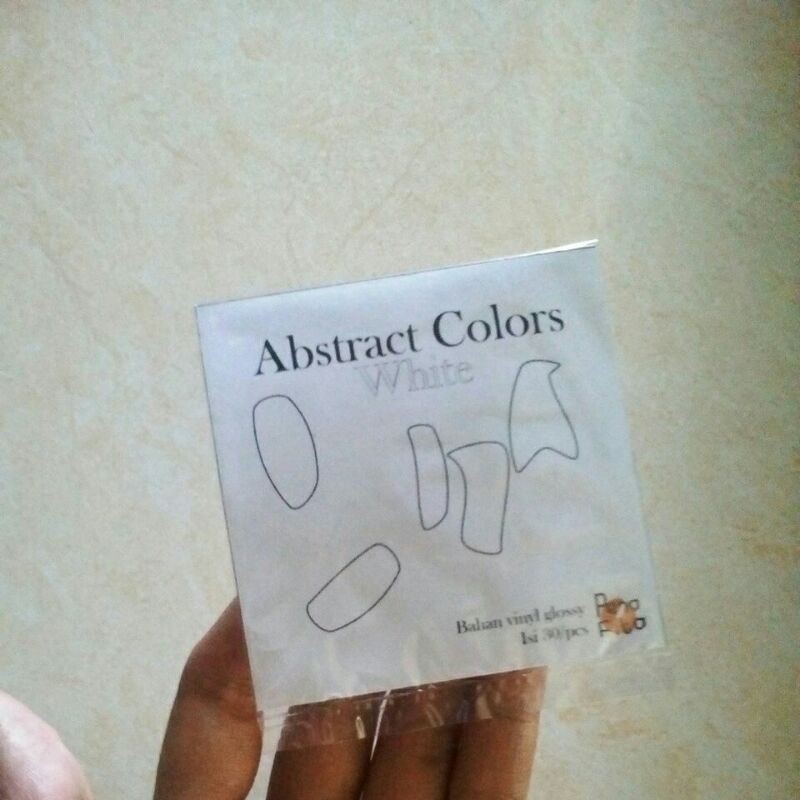 Abstract Colors
White
Bahan vinyl glossy
Isi 30/pcs